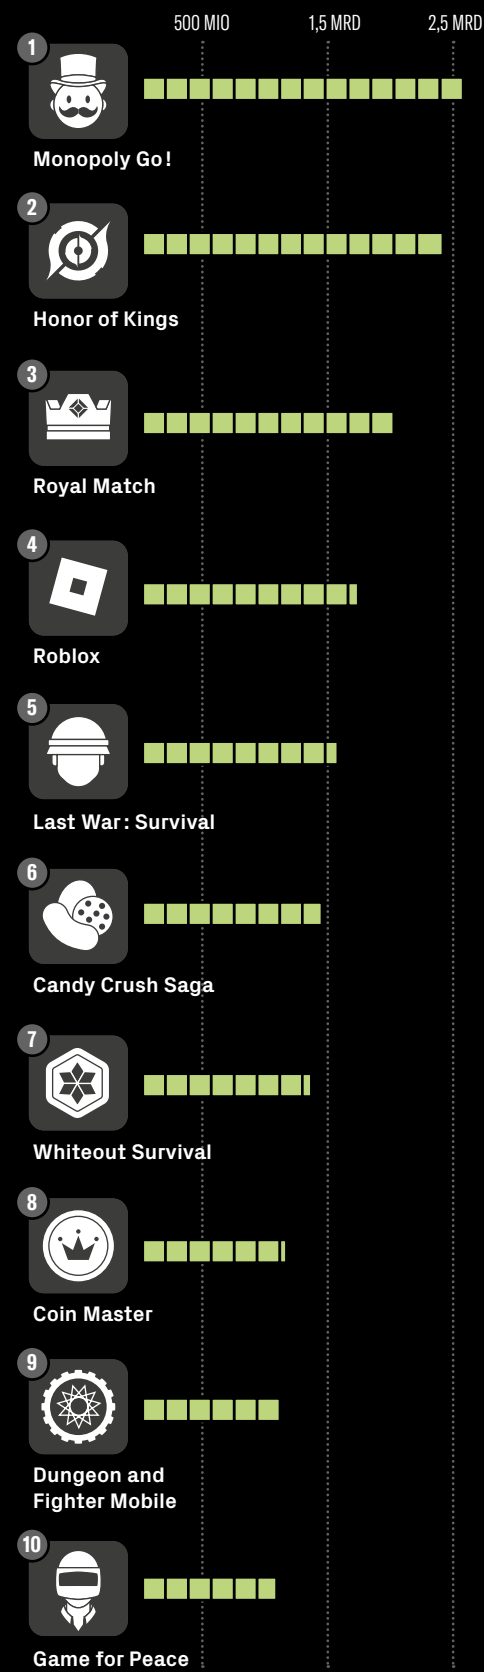 500 MIO 1,5 MRD 2,5 MRD
1
Monopoly Go!
2
Honor of Kings
3
Royal Match
4
Roblox
5
Last War: Survival
6
Candy Crush Saga
7
Whiteout Survival
8
Coin Master
9
Dungeon and
Fighter Mobile
10
Game for Peace